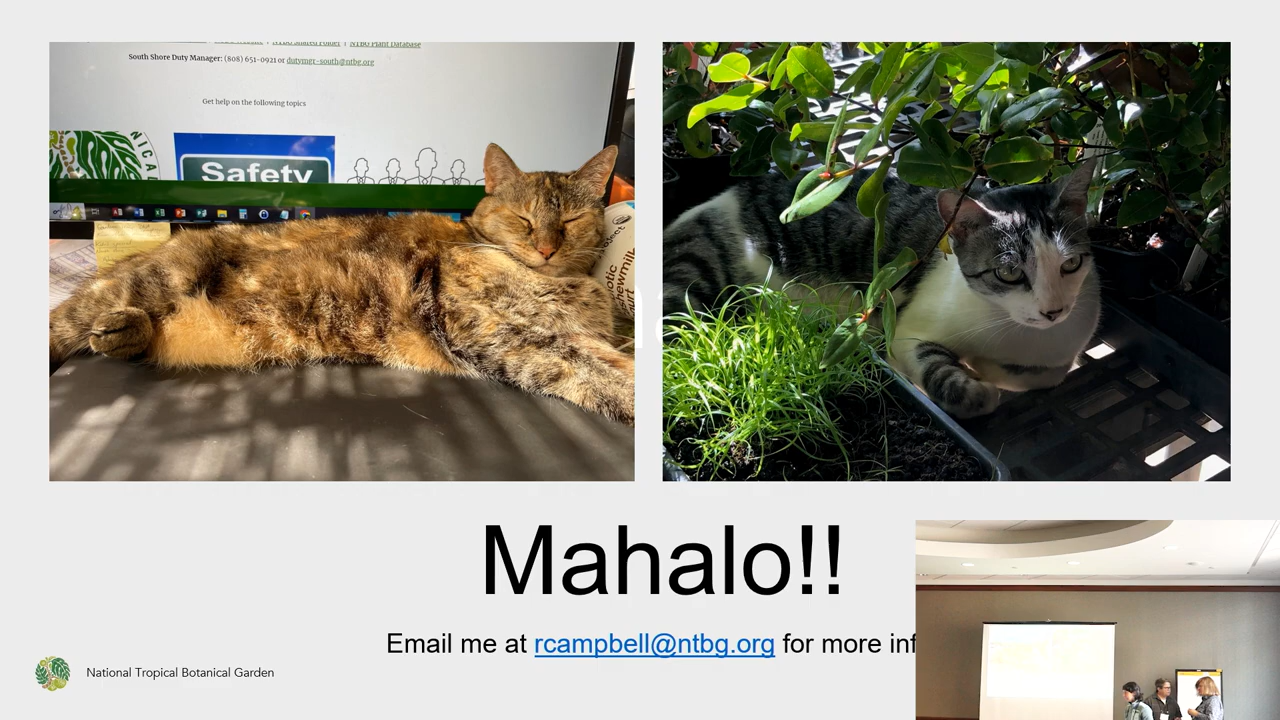 NTBG Shared Folder | NTBG Plant Database
South Shore Duty Manager: (808) 651-0921 or dutymgr-south@ntbg.org
Get help on the following topics
NICAL
Safety
Mahalo!!
Email me at rcampbell@ntbg.org for more inf
National Tropical Botanical Garden